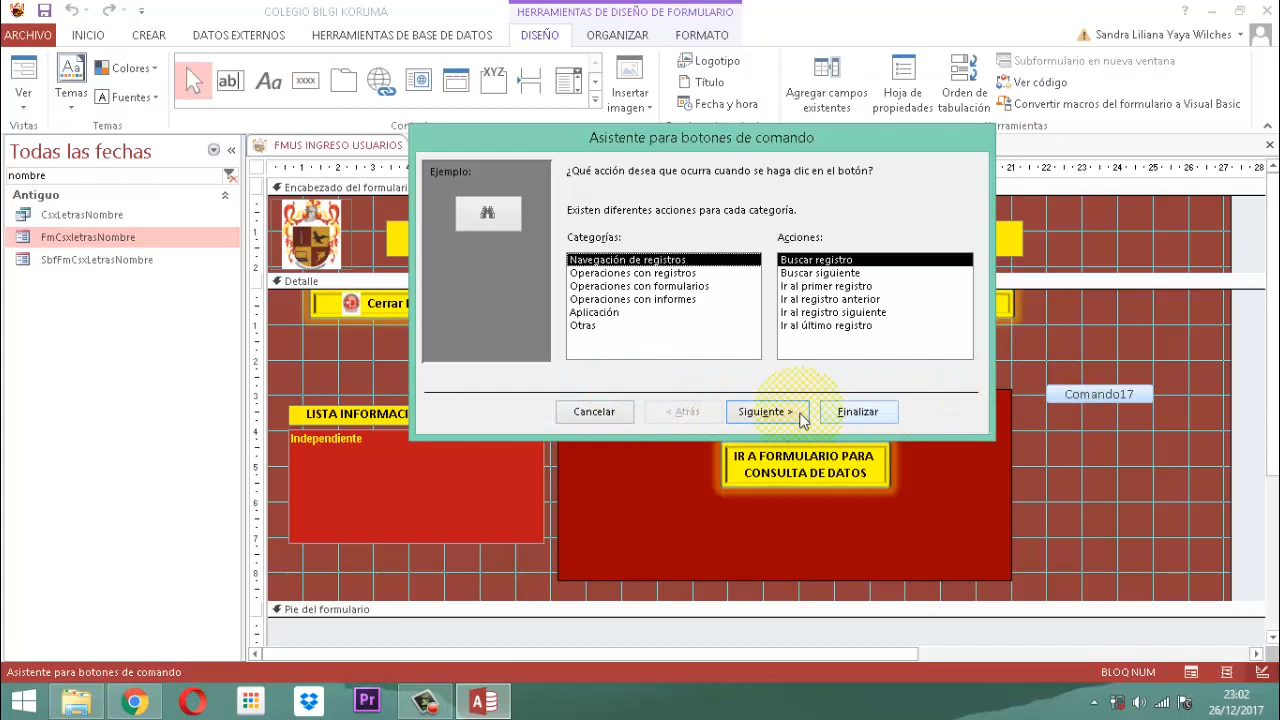 COLEGIO BILGI KORUMA
HERRAMIENTAS DE DISEÑO DE FORMULARIO
?
ARCHIVO
INICIO
CREAR
DATOS EXTERNOS
HERRAMIENTAS DE BASE DE DATOS
DISEÑO
ORGANIZAR
FORMATO
Sandra Liliana Yaya Wilches
Ver
Vistas
Aa
Temas
Colores
Fuentes
Temas
ab|
Aa
xxxx
XYZ
Insertar
imagen
Logotipo
Título
Fecha y hora
Agregar campos
existentes
Hoja de
propiedades
Orden de
tabulación
Subformulario en nueva ventana
Ver código
Convertir macros del formulario a Visual Basic
Todas las fechas
nombre
Antiguo
CsxLetrasNombre
FmCsxletrasNombre
SbfFmCsxLetrasNombre
FMUS INGRESO USUARIOS
Encabezado del formulari
Detalle
Cerrar
LISTA INFORMACI
Independiente
Asistente para botones de comando
Ejemplo:
¿Qué acción desea que ocurra cuando se haga clic en el botón?
Existen diferentes acciones para cada categoría.
Categorías:
Navegación de registros
Operaciones con registros
Operaciones con formularios
Operaciones con informes
Aplicación
Otras
Acciones:
Buscar registro
Buscar siguiente
Ir al primer registro
Ir al registro anterior
Ir al registro siguiente
Ir al último registro
Cancelar
< Atrás
Siguiente >
Finalizar
Comando17
IR A FORMULARIO PARA
CONSULTA DE DATOS
Pie del formulario
Asistente para botones de comando
BLOQ NUM
Pr
23:02
26/12/2017